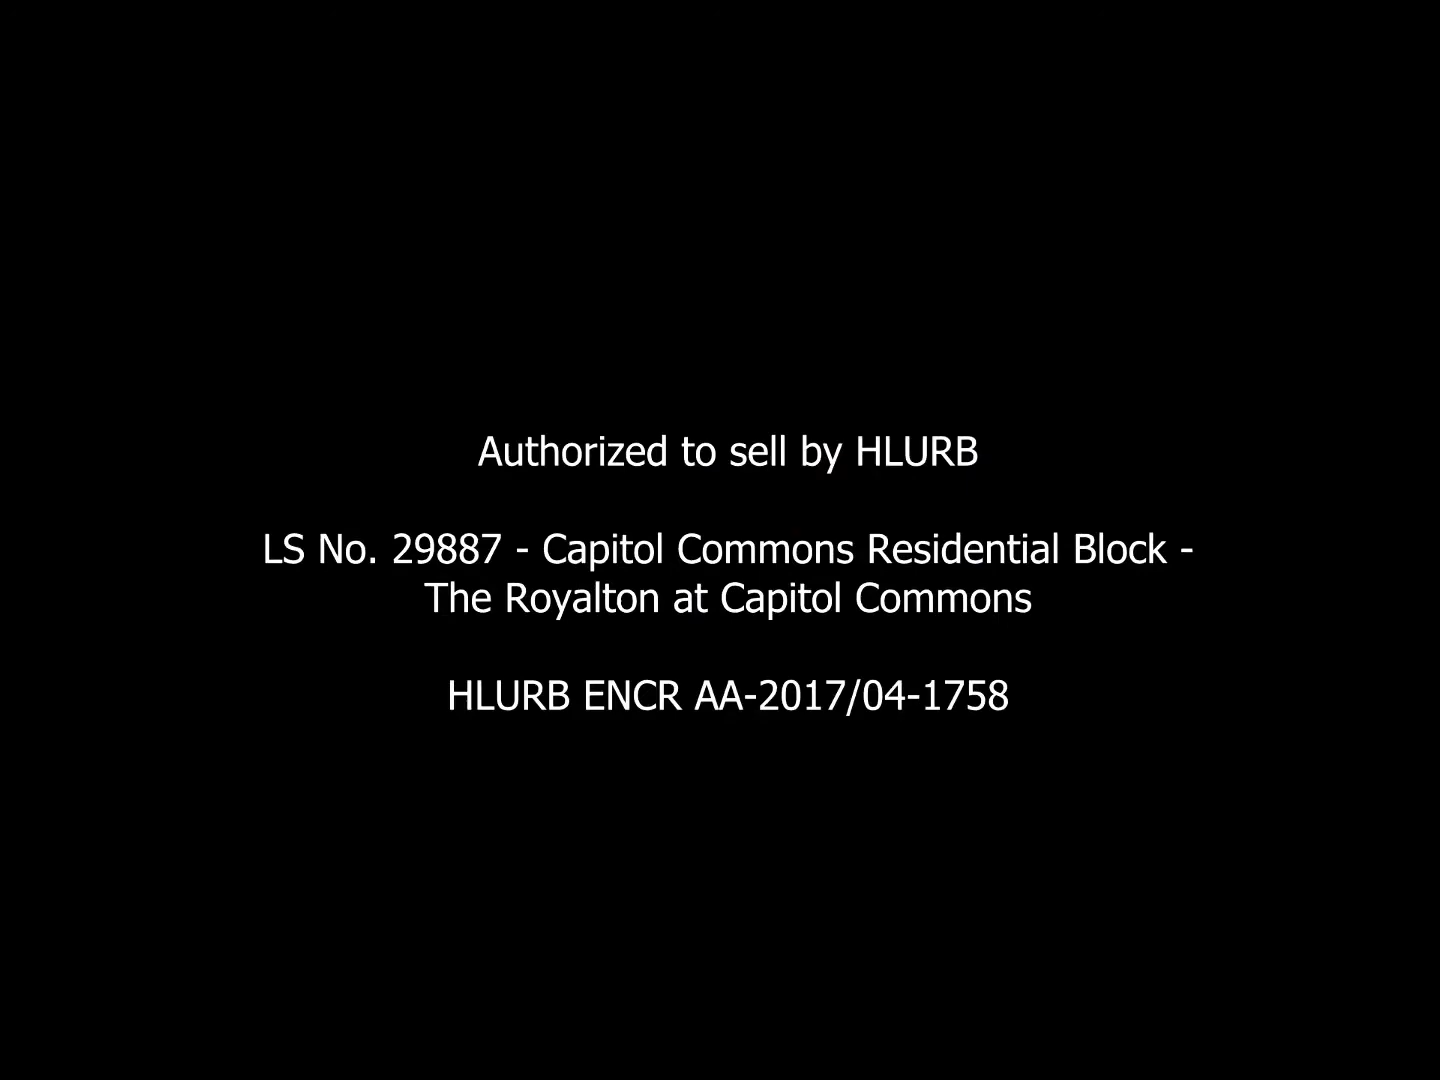 Authorized to sell by HLURB
LS No. 29887 - Capitol Commons Residential Block -
The Royalton at Capitol Commons
HLURB ENCR AA-2017/04-1758